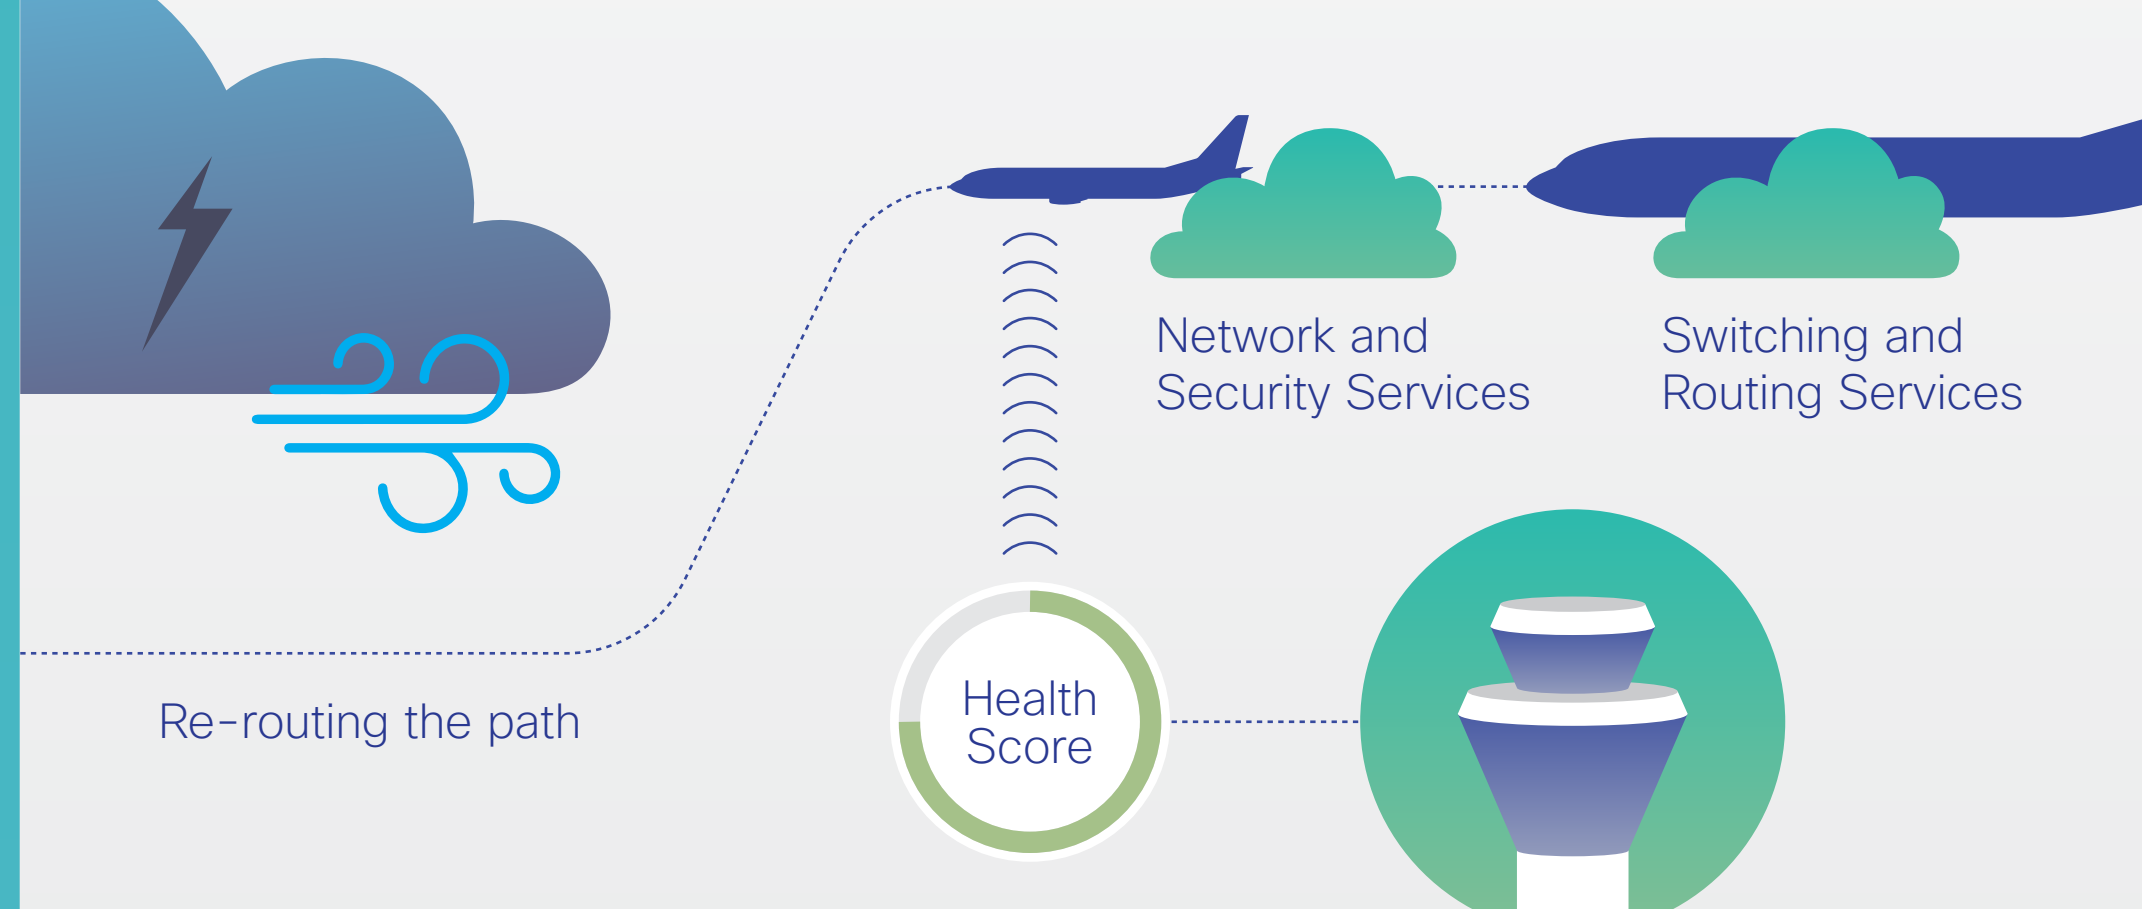 Network and
Security Services
Switching and
Routing Services
Re-routing the path
Health
Score